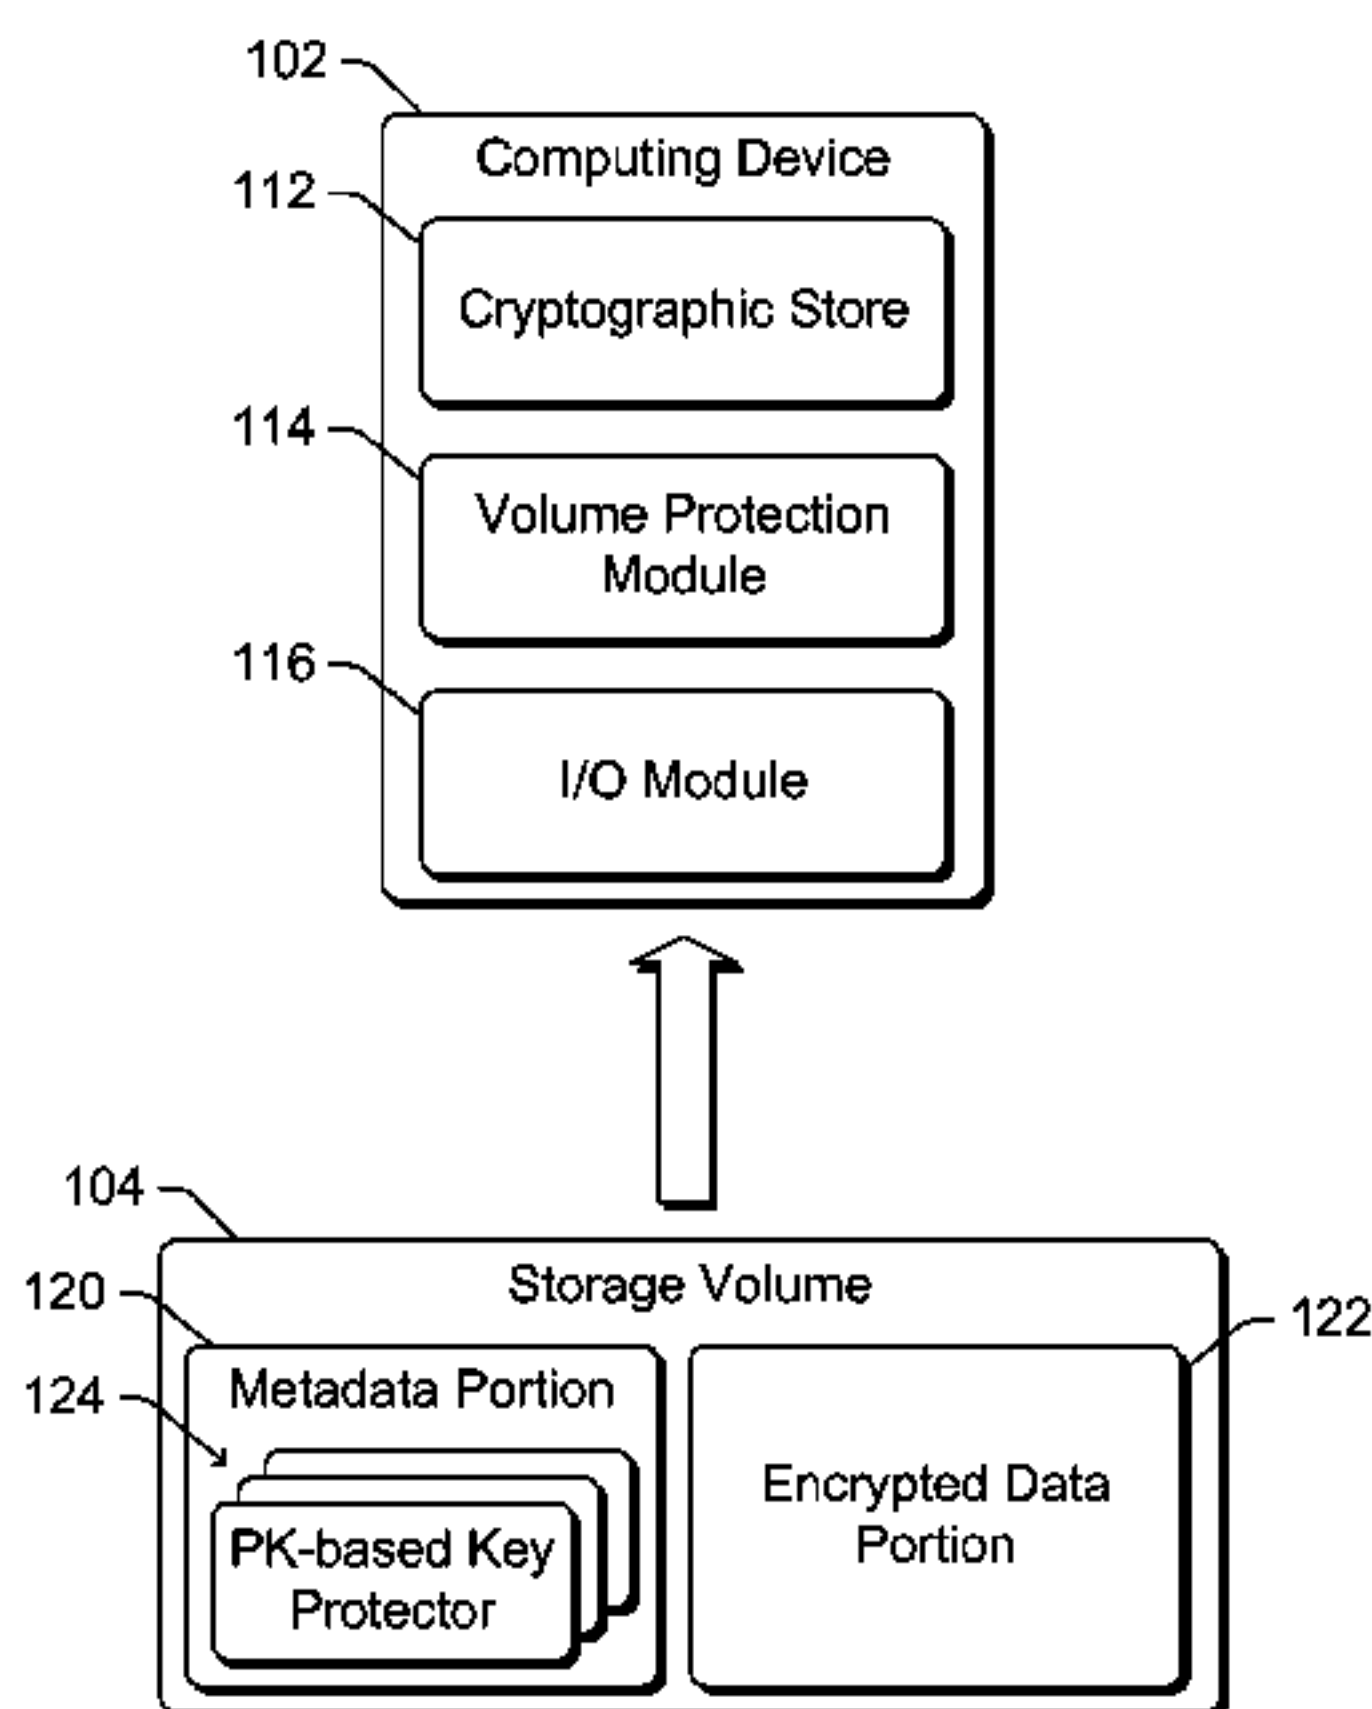 102
Computing Device
112
Cryptographic Store
114
Volume Protection
Module
116
I/O Module
104
Storage Volume
120
122
Metadata Portion
124
Encrypted Data
Portion
PK-based Key
Protector